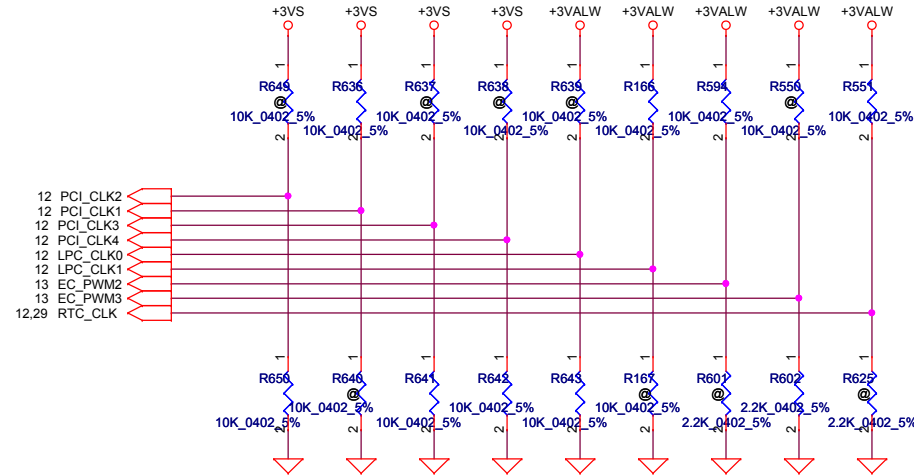 +3VS +3VS +3VS +3VS +3VALW +3VALW +3VALW +3VALW +3VALW
1 1 1 1 1 1 1 1 1
R649 R636 R637 R638 R639 R166 R594 R550 R551
@ @ @ @ @
10K_0402_5% 10K_0402_5% 10K_0402_5% 10K_0402_5% 10K_0402_5%
10K_0402_5% 10K_0402_5% 10K_0402_5% 10K_0402_5%
2 2 2 2 2 2 2 2 2
12 PCI_CLK2
12 PCI_CLK1
12 PCI_CLK3
12 PCI_CLK4
12 LPC_CLK0
12 LPC_CLK1
13 EC_PWM2
13 EC_PWM3
12,29 RTC_CLK
1 1 1 1 1 1 1 1 1
R650 R640 R641 R642 R643 R167 R601 R602 R625
@ @ @ @
10K_0402_5% 10K_0402_5% 10K_0402_5% 2.2K_0402_5%
10K_0402_5% 10K_0402_5% 10K_0402_5% 2.2K_0402_5% 2.2K_0402_5%
2 2 2 2 2 2 2 2 2